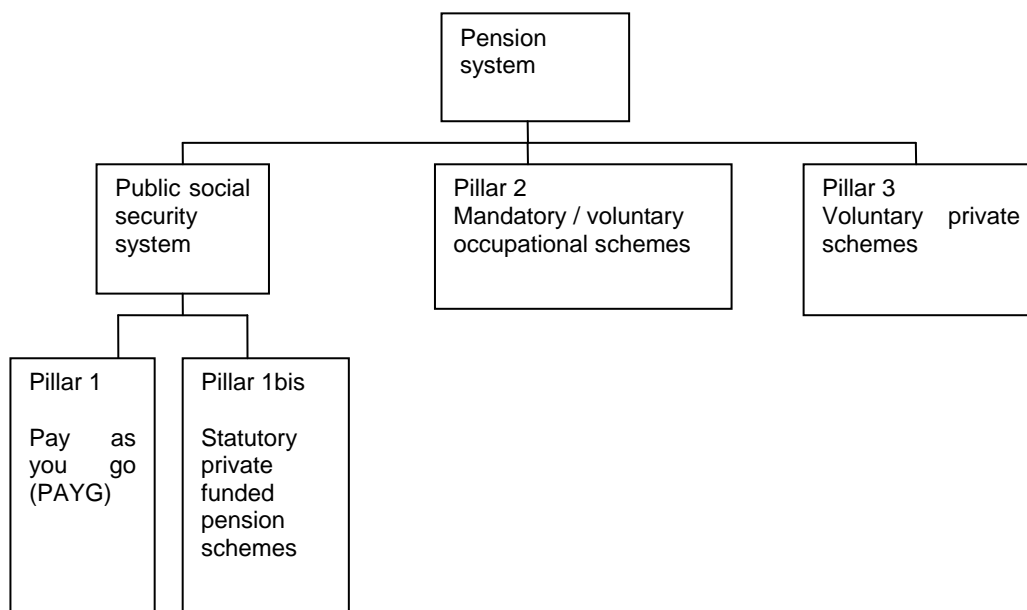 Pension
system
Public social
security
system
Pillar 2
Mandatory / voluntary
occupational schemes
Pillar 3
Voluntary private
schemes
Pillar 1
Pay as
you go
(PAYG)
Pillar 1bis
Statutory
private
funded
pension
schemes